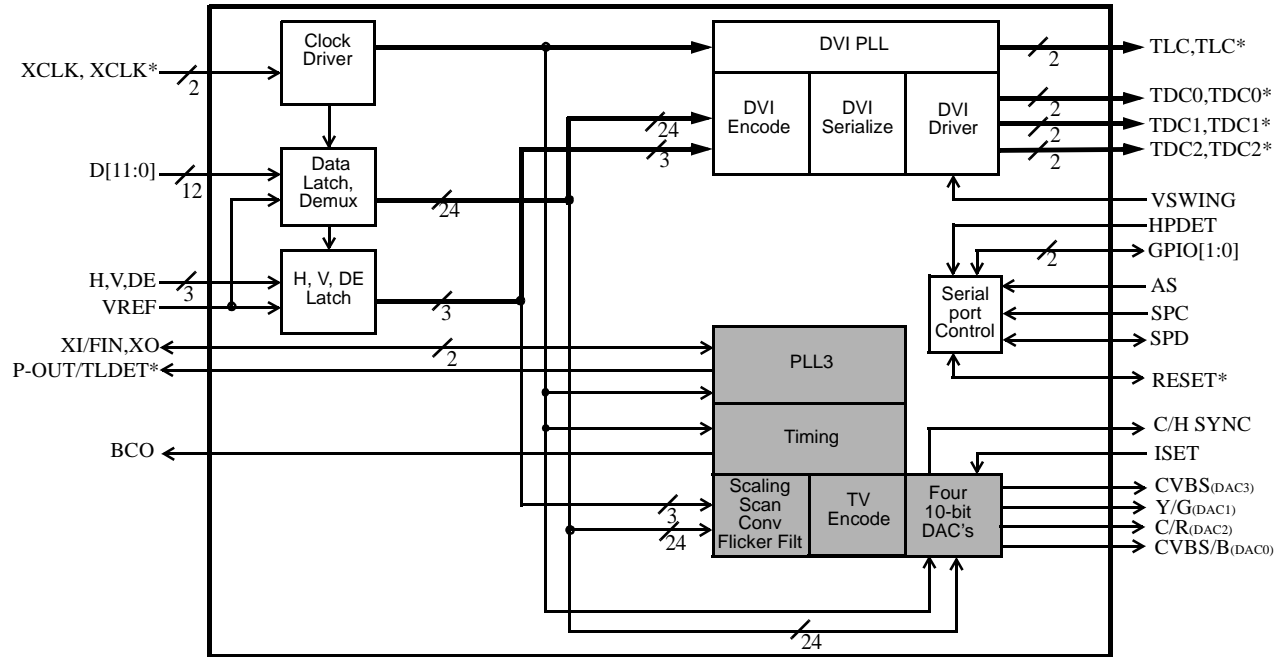 Clock
Driver
XCLK, XCLK*
2
D[11:0]
12
Data
Latch,
Demux
24
H,V,DE
3
VREF
H, V, DE
Latch
3
XI/FIN,XO
2
P-OUT/TLDET*
BCO
DVI PLL
DVI
Encode
DVI
Serialize
DVI
Driver
24
3
2
TLC,TLC*
2
TDC0,TDC0*
2
TDC1,TDC1*
2
TDC2,TDC2*
VSWING
HPDET
2
GPIO[1:0]
Serial
port
Control
AS
SPC
SPD
RESET*
PLL3
Timing
3
24
Scaling
Scan
Conv
Flicker Filt
TV
Encode
Four
10-bit
DAC's
C/H SYNC
ISET
CVBS(DAC3)
Y/G(DAC1)
C/R(DAC2)
CVBS/B(DAC0)
24